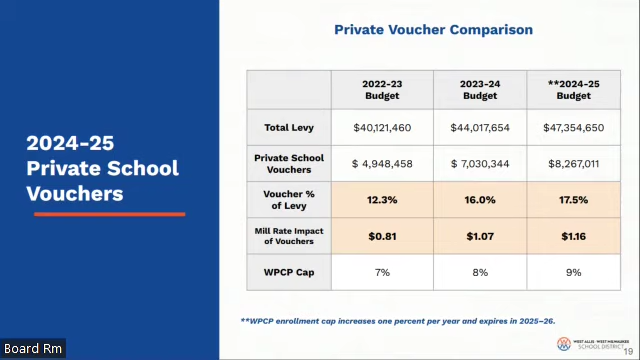 Private Voucher Comparison
2024-25
Private School
Vouchers
2022-23 Budget 2023-24 Budget **2024-25 Budget
Total Levy $40,121,460 $44,017,654 $47,354,650
Private School Vouchers $ 4,948,458 $ 7,030,344 $8,267,011
Voucher % of Levy 12.3% 16.0% 17.5%
Mill Rate Impact of Vouchers $0.81 $1.07 $1.16
WPCP Cap 7% 8% 9%
**WPCP enrollment cap increases one percent per year and expires in 2025-26.
WEST ALLIS-WEST MILWAUKEE
SCHOOL DISTRICT
19
Board Rm